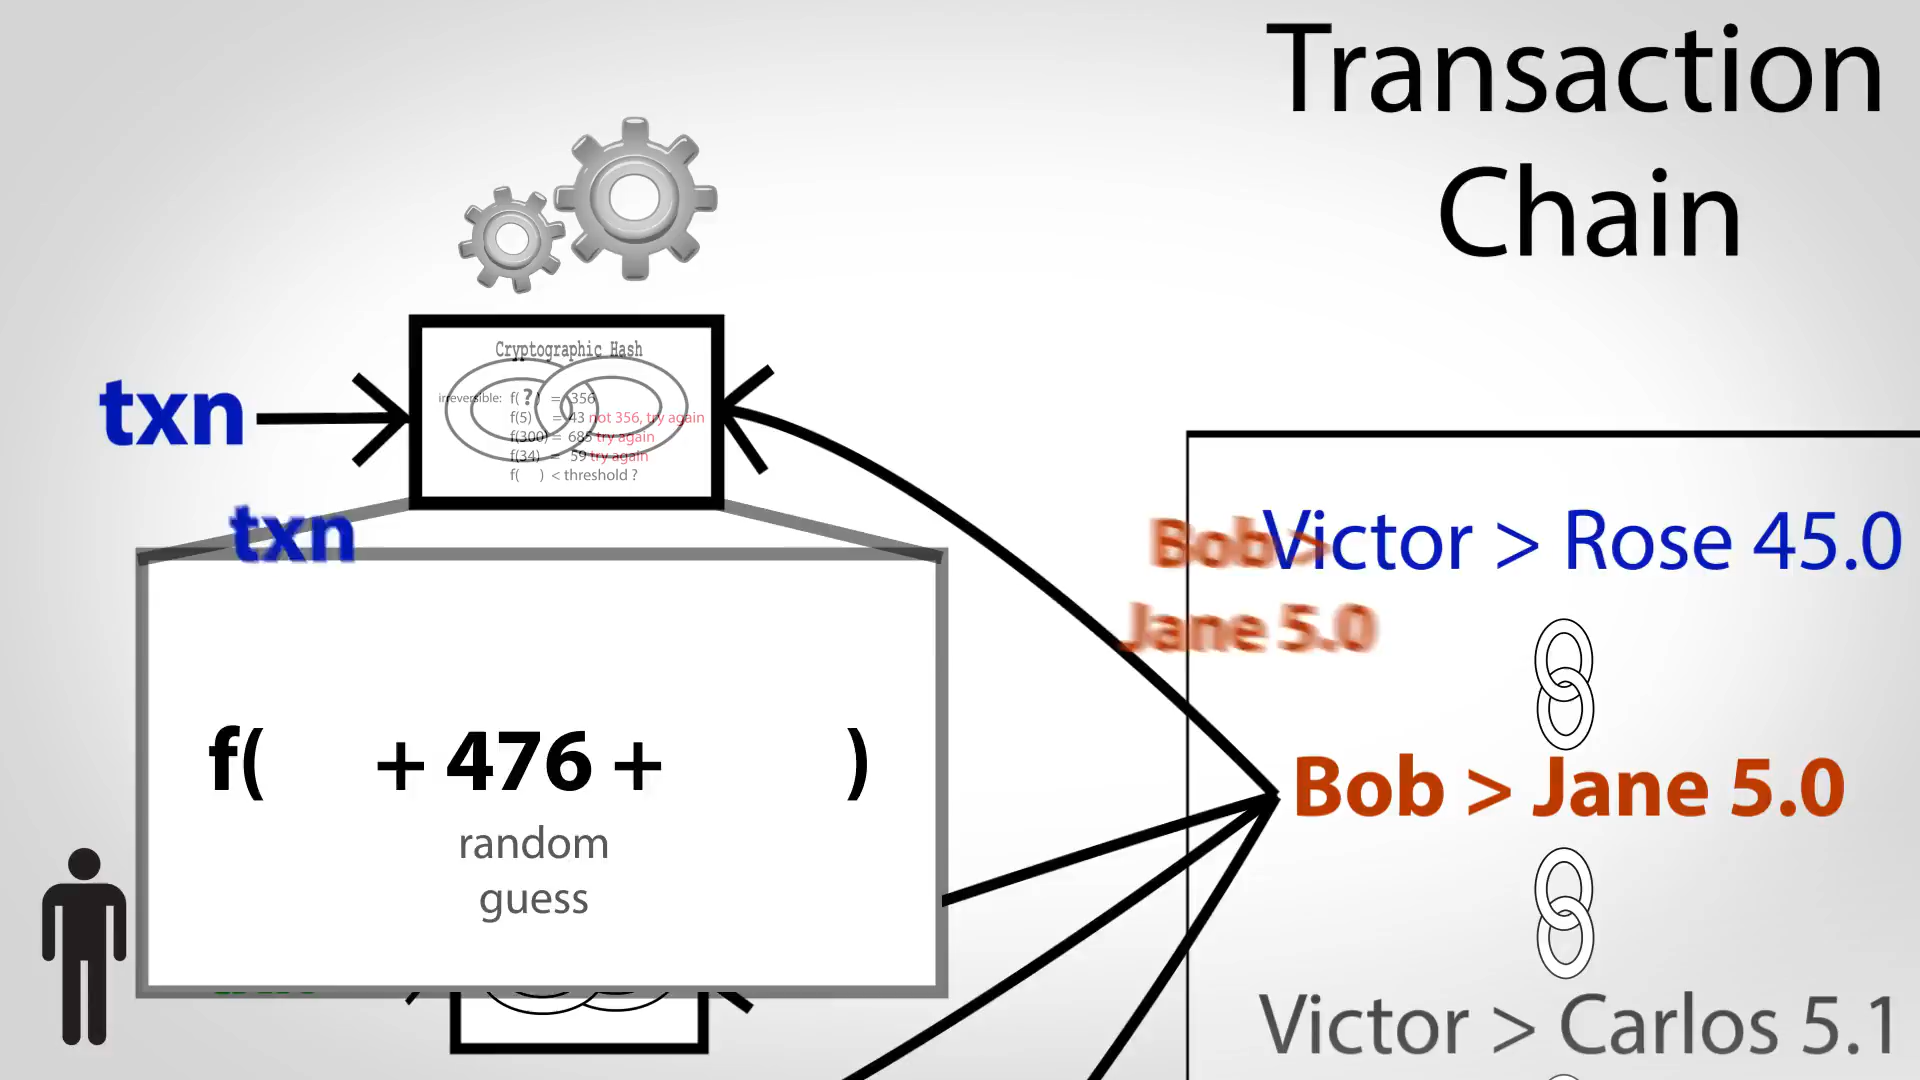 Transaction
Chain
Cryptographic Hash
irreversible: f( ? ) = 356
f(5) = 43 not 356, try again
f(300) = 685 try again
f(34) = 59 try again
f( ) < threshold ?
txn
txn
Bob >
Jane 5.0
Victor > Rose 45.0
f( + 476 + )
random
guess
Bob > Jane 5.0
Victor > Carlos 5.1